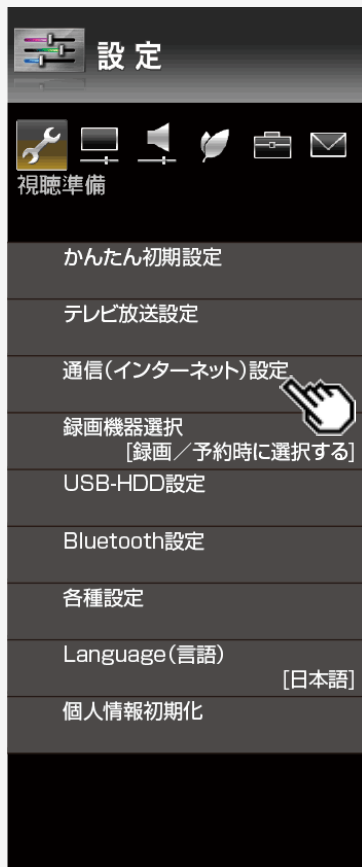 設定
視聴準備
かんたん初期設定
テレビ放送設定
通信(インターネット)設定
録画機器選択
[録画／予約時に選択する]
USB-HDD設定
Bluetooth設定
各種設定
Language(言語)
[日本語]
個人情報初期化